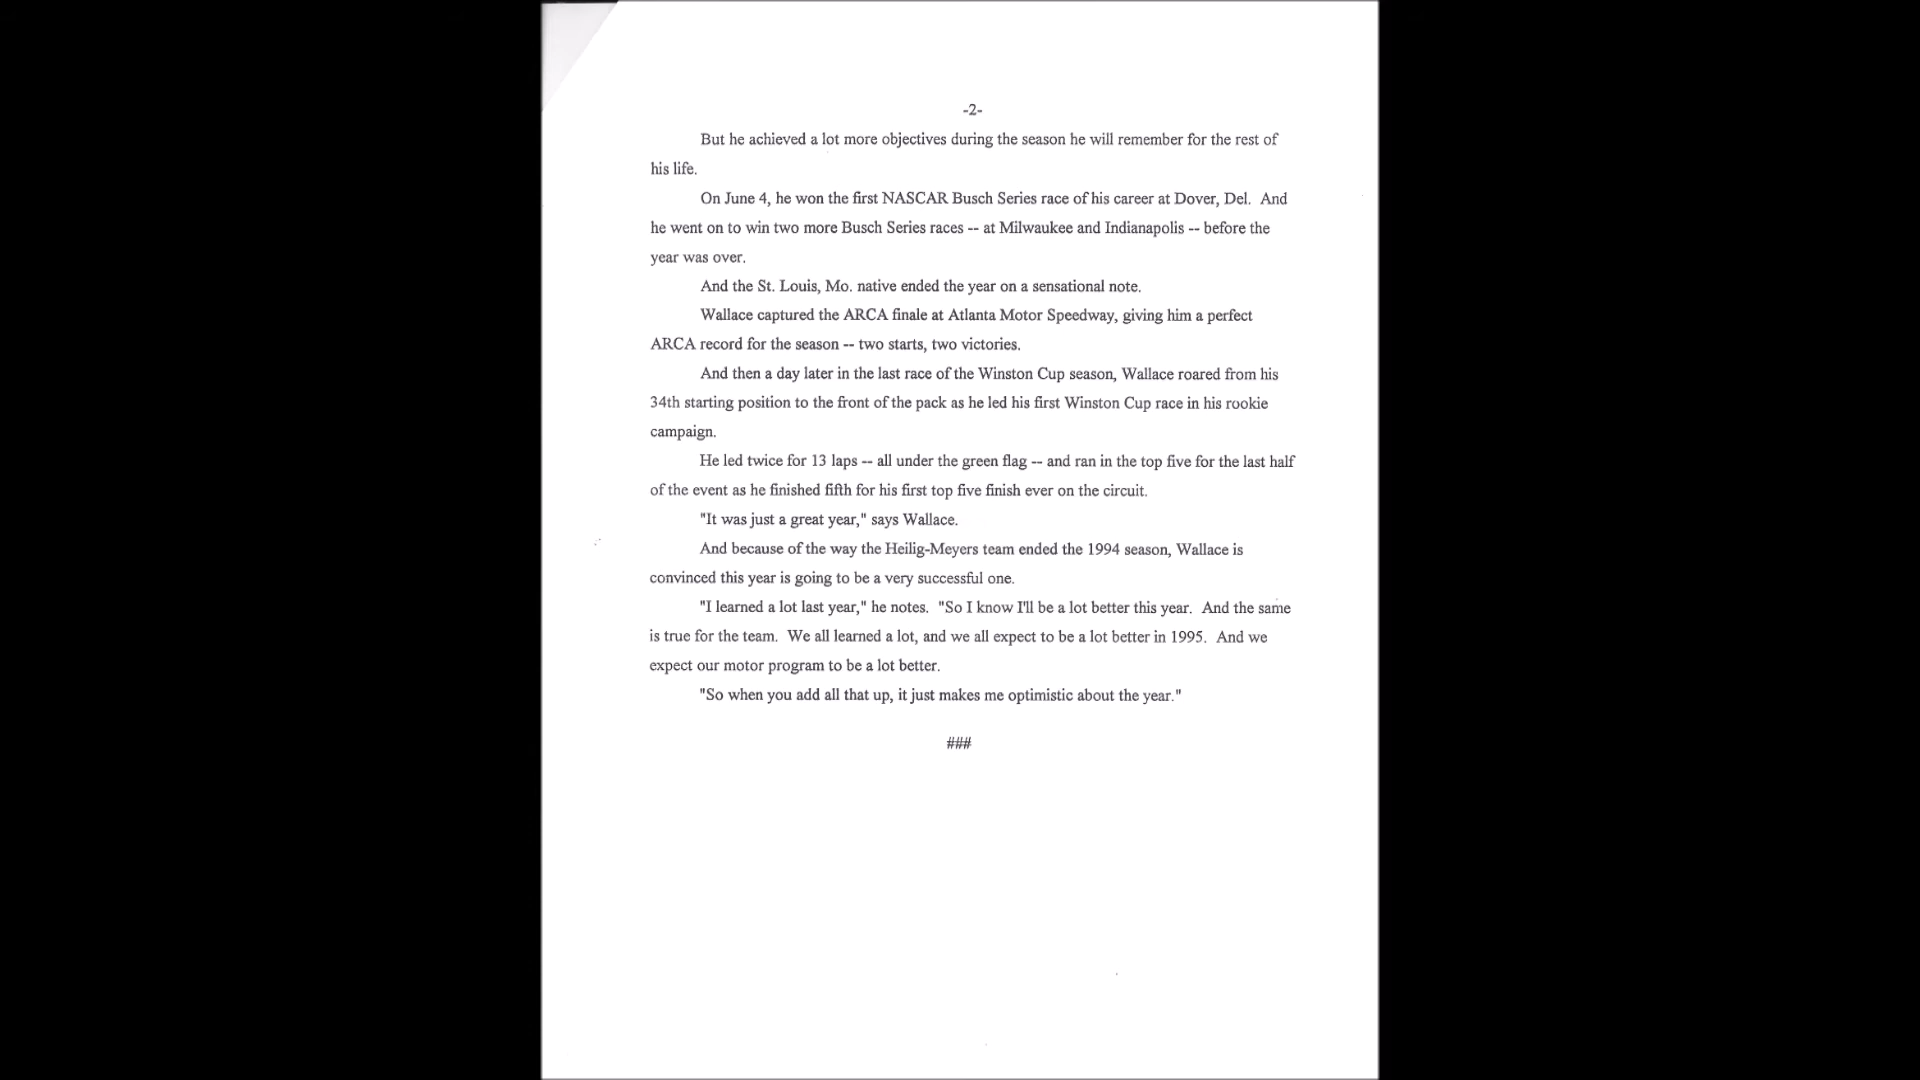 -2-
But he achieved a lot more objectives during the season he will remember for the rest of
his life.
On June 4, he won the first NASCAR Busch Series race of his career at Dover, Del.  And
he went on to win two more Busch Series races -- at Milwaukee and Indianapolis -- before the
year was over.
And the St. Louis, Mo. native ended the year on a sensational note.
Wallace captured the ARCA finale at Atlanta Motor Speedway, giving him a perfect
ARCA record for the season -- two starts, two victories.
And then a day later in the last race of the Winston Cup season, Wallace roared from his
34th starting position to the front of the pack as he led his first Winston Cup race in his rookie
campaign.
He led twice for 13 laps -- all under the green flag -- and ran in the top five for the last half
of the event as he finished fifth for his first top five finish ever on the circuit.
"It was just a great year," says Wallace.
And because of the way the Heilig-Meyers team ended the 1994 season, Wallace is
convinced this year is going to be a very successful one.
"I learned a lot last year," he notes.  "So I know I'll be a lot better this year.  And the same
is true for the team.  We all learned a lot, and we all expect to be a lot better in 1995.  And we
expect our motor program to be a lot better.
"So when you add all that up, it just makes me optimistic about the year."
###